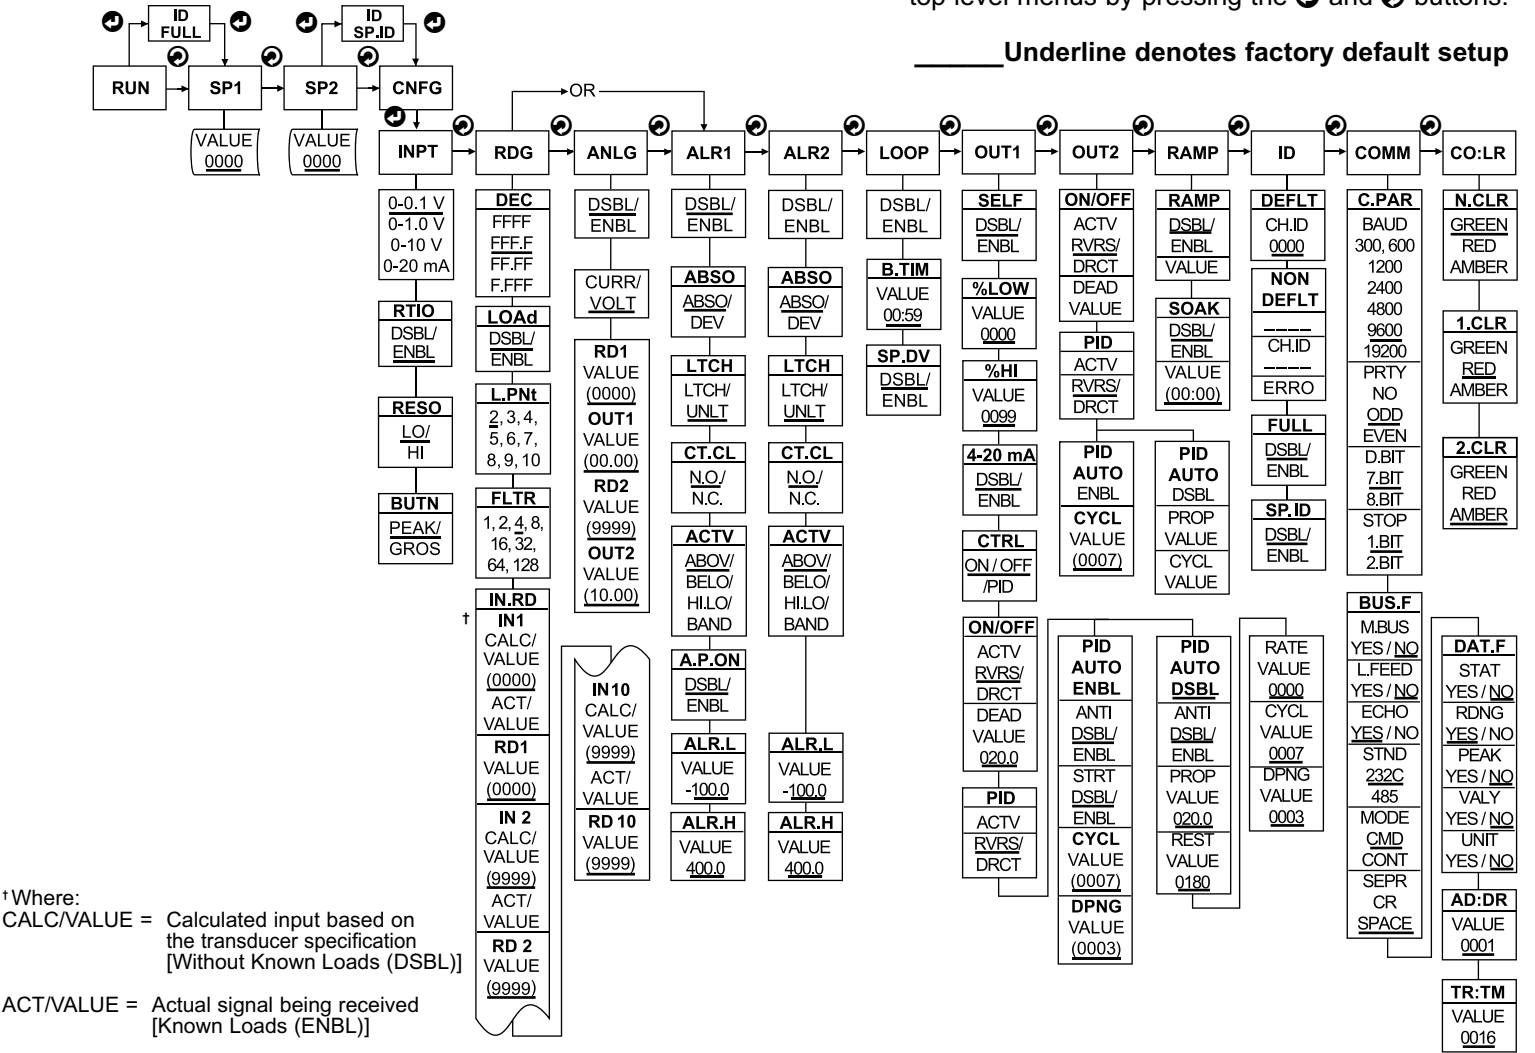 top level menus by pressing the and buttons.
______Underline denotes factory default setup
ID
FULL
ID
SP.ID
RUN
SP1
SP2
CNFG
VALUE
0000
VALUE
0000
OR
INPT
RDG
ANLG
ALR1
ALR2
LOOP
OUT1
OUT2
RAMP
ID
COMM
CO:LR
0-0.1 V
0-1.0 V
0-10 V
0-20 mA
RTIO
DSBL/
ENBL
RESO
LO/
HI
BUTN
PEAK/
GROS
DEC
FFFF
FFF.F
FF.FF
F.FFF
LOAd
DSBL/
ENBL
L.PNt
2, 3, 4,
5, 6, 7,
8, 9, 10
FLTR
1, 2, 4, 8,
16, 32,
64, 128
IN.RD
†
IN1
CALC/
VALUE
(0000)
ACT/
VALUE
RD1
VALUE
(0000)
IN 2
CALC/
VALUE
(9999)
ACT/
VALUE
RD 2
VALUE
(9999)
DSBL/
ENBL
CURR/
VOLT
RD1
VALUE
(0000)
OUT1
VALUE
(00.00)
RD2
VALUE
(9999)
OUT2
VALUE
(10.00)
IN10
CALC/
VALUE
(9999)
ACT/
VALUE
RD 10
VALUE
(9999)
DSBL/
ENBL
ABSO
ABSO/
DEV
LTCH
LTCH/
UNLT
CT.CL
N.O./
N.C.
ACTV
ABOV/
BELO/
HI.LO/
BAND
A.P.ON
DSBL/
ENBL
ALR.L
VALUE
-100.0
ALR.H
VALUE
400.0
DSBL/
ENBL
ABSO
ABSO/
DEV
LTCH
LTCH/
UNLT
CT.CL
N.O./
N.C.
ACTV
ABOV/
BELO/
HI.LO/
BAND
ALR.L
VALUE
-100.0
ALR.H
VALUE
400.0
DSBL/
ENBL
B.TIM
VALUE
00:59
SP.DV
DSBL/
ENBL
SELF
DSBL/
ENBL
%LOW
VALUE
0000
%HI
VALUE
0099
4-20 mA
DSBL/
ENBL
CTRL
ON / OFF
/PID
ON/OFF
ACTV
RVRS/
DRCT
DEAD
VALUE
020.0
PID
ACTV
RVRS/
DRCT
ON/OFF
ACTV
RVRS/
DRCT
DEAD
VALUE
PID
ACTV
RVRS/
DRCT
PID
AUTO
ENBL
CYCL
VALUE
(0007)
PID
AUTO
ENBL
ANTI
DSBL/
ENBL
STRT
DSBL/
ENBL
CYCL
VALUE
(0007)
DPNG
VALUE
(0003)
RAMP
DSBL/
ENBL
VALUE
SOAK
DSBL/
ENBL
VALUE
(00:00)
PID
AUTO
DSBL
PROP
VALUE
CYCL
VALUE
PID
AUTO
DSBL
ANTI
DSBL/
ENBL
PROP
VALUE
020.0
REST
VALUE
0180
DEFLT
CH.ID
0000
NON
DEFLT
____
CH.ID
____
ERRO
FULL
DSBL/
ENBL
SP.ID
DSBL/
ENBL
RATE
VALUE
0000
CYCL
VALUE
0007
DPNG
VALUE
0003
C.PAR
BAUD
300, 600
1200
2400
4800
9600
19200
PRTY
NO
ODD
EVEN
D.BIT
7.BIT
8.BIT
STOP
1.BIT
2.BIT
BUS.F
M.BUS
YES / NO
L.FEED
YES / NO
ECHO
YES / NO
STND
232C
485
MODE
CMD
CONT
SEPR
CR
SPACE
N.CLR
GREEN
RED
AMBER
1.CLR
GREEN
RED
AMBER
2.CLR
GREEN
RED
AMBER
DAT.F
STAT
YES / NO
RDNG
YES / NO
PEAK
YES / NO
VALY
YES / NO
UNIT
YES / NO
AD:DR
VALUE
0001
TR:TM
VALUE
0016
†Where:
CALC/VALUE = Calculated input based on
the transducer specification
[Without Known Loads (DSBL)]
ACT/VALUE = Actual signal being received
[Known Loads (ENBL)]